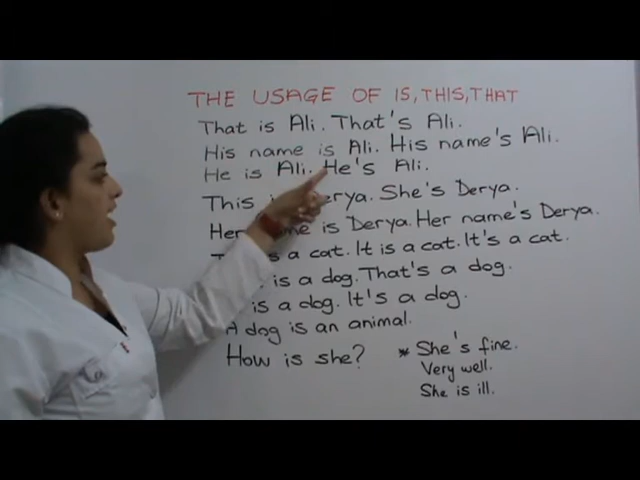 THE USAGE OF IS, THIS, THAT
That is Ali. That's Ali.
His name is Ali. His name's Ali.
He is Ali. He's Ali.
This is Derya. She's Derya.
Her is Derya. Her name's Derya.
a cat. It is a cat. It's a cat.
is a dog. That's a dog.
is a dog. It's a dog.
A dog is an animal.
How is she? * She's fine.
Very well.
She is ill.